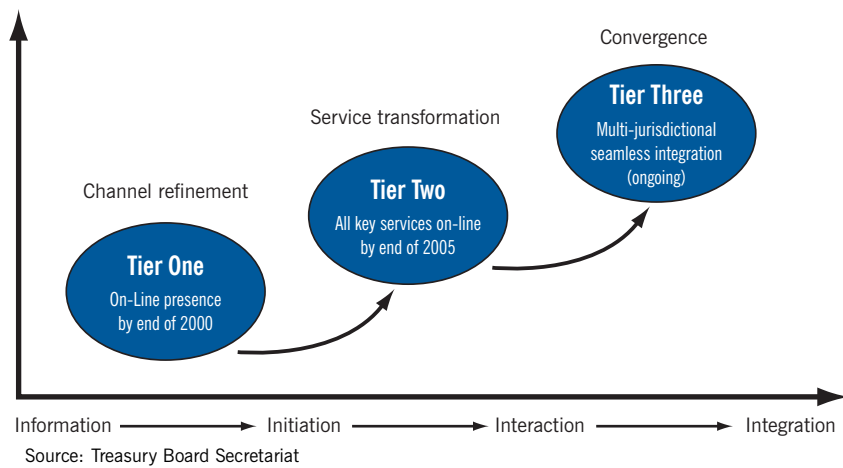 Convergence
Tier Three
Multi-jurisdictional
seamless integration
(ongoing)
Service transformation
Tier Two
All key services on-line
by end of 2005
Channel refinement
Tier One
On-Line presence
by end of 2000
Information Initiation Interaction Integration
Source: Treasury Board Secretariat